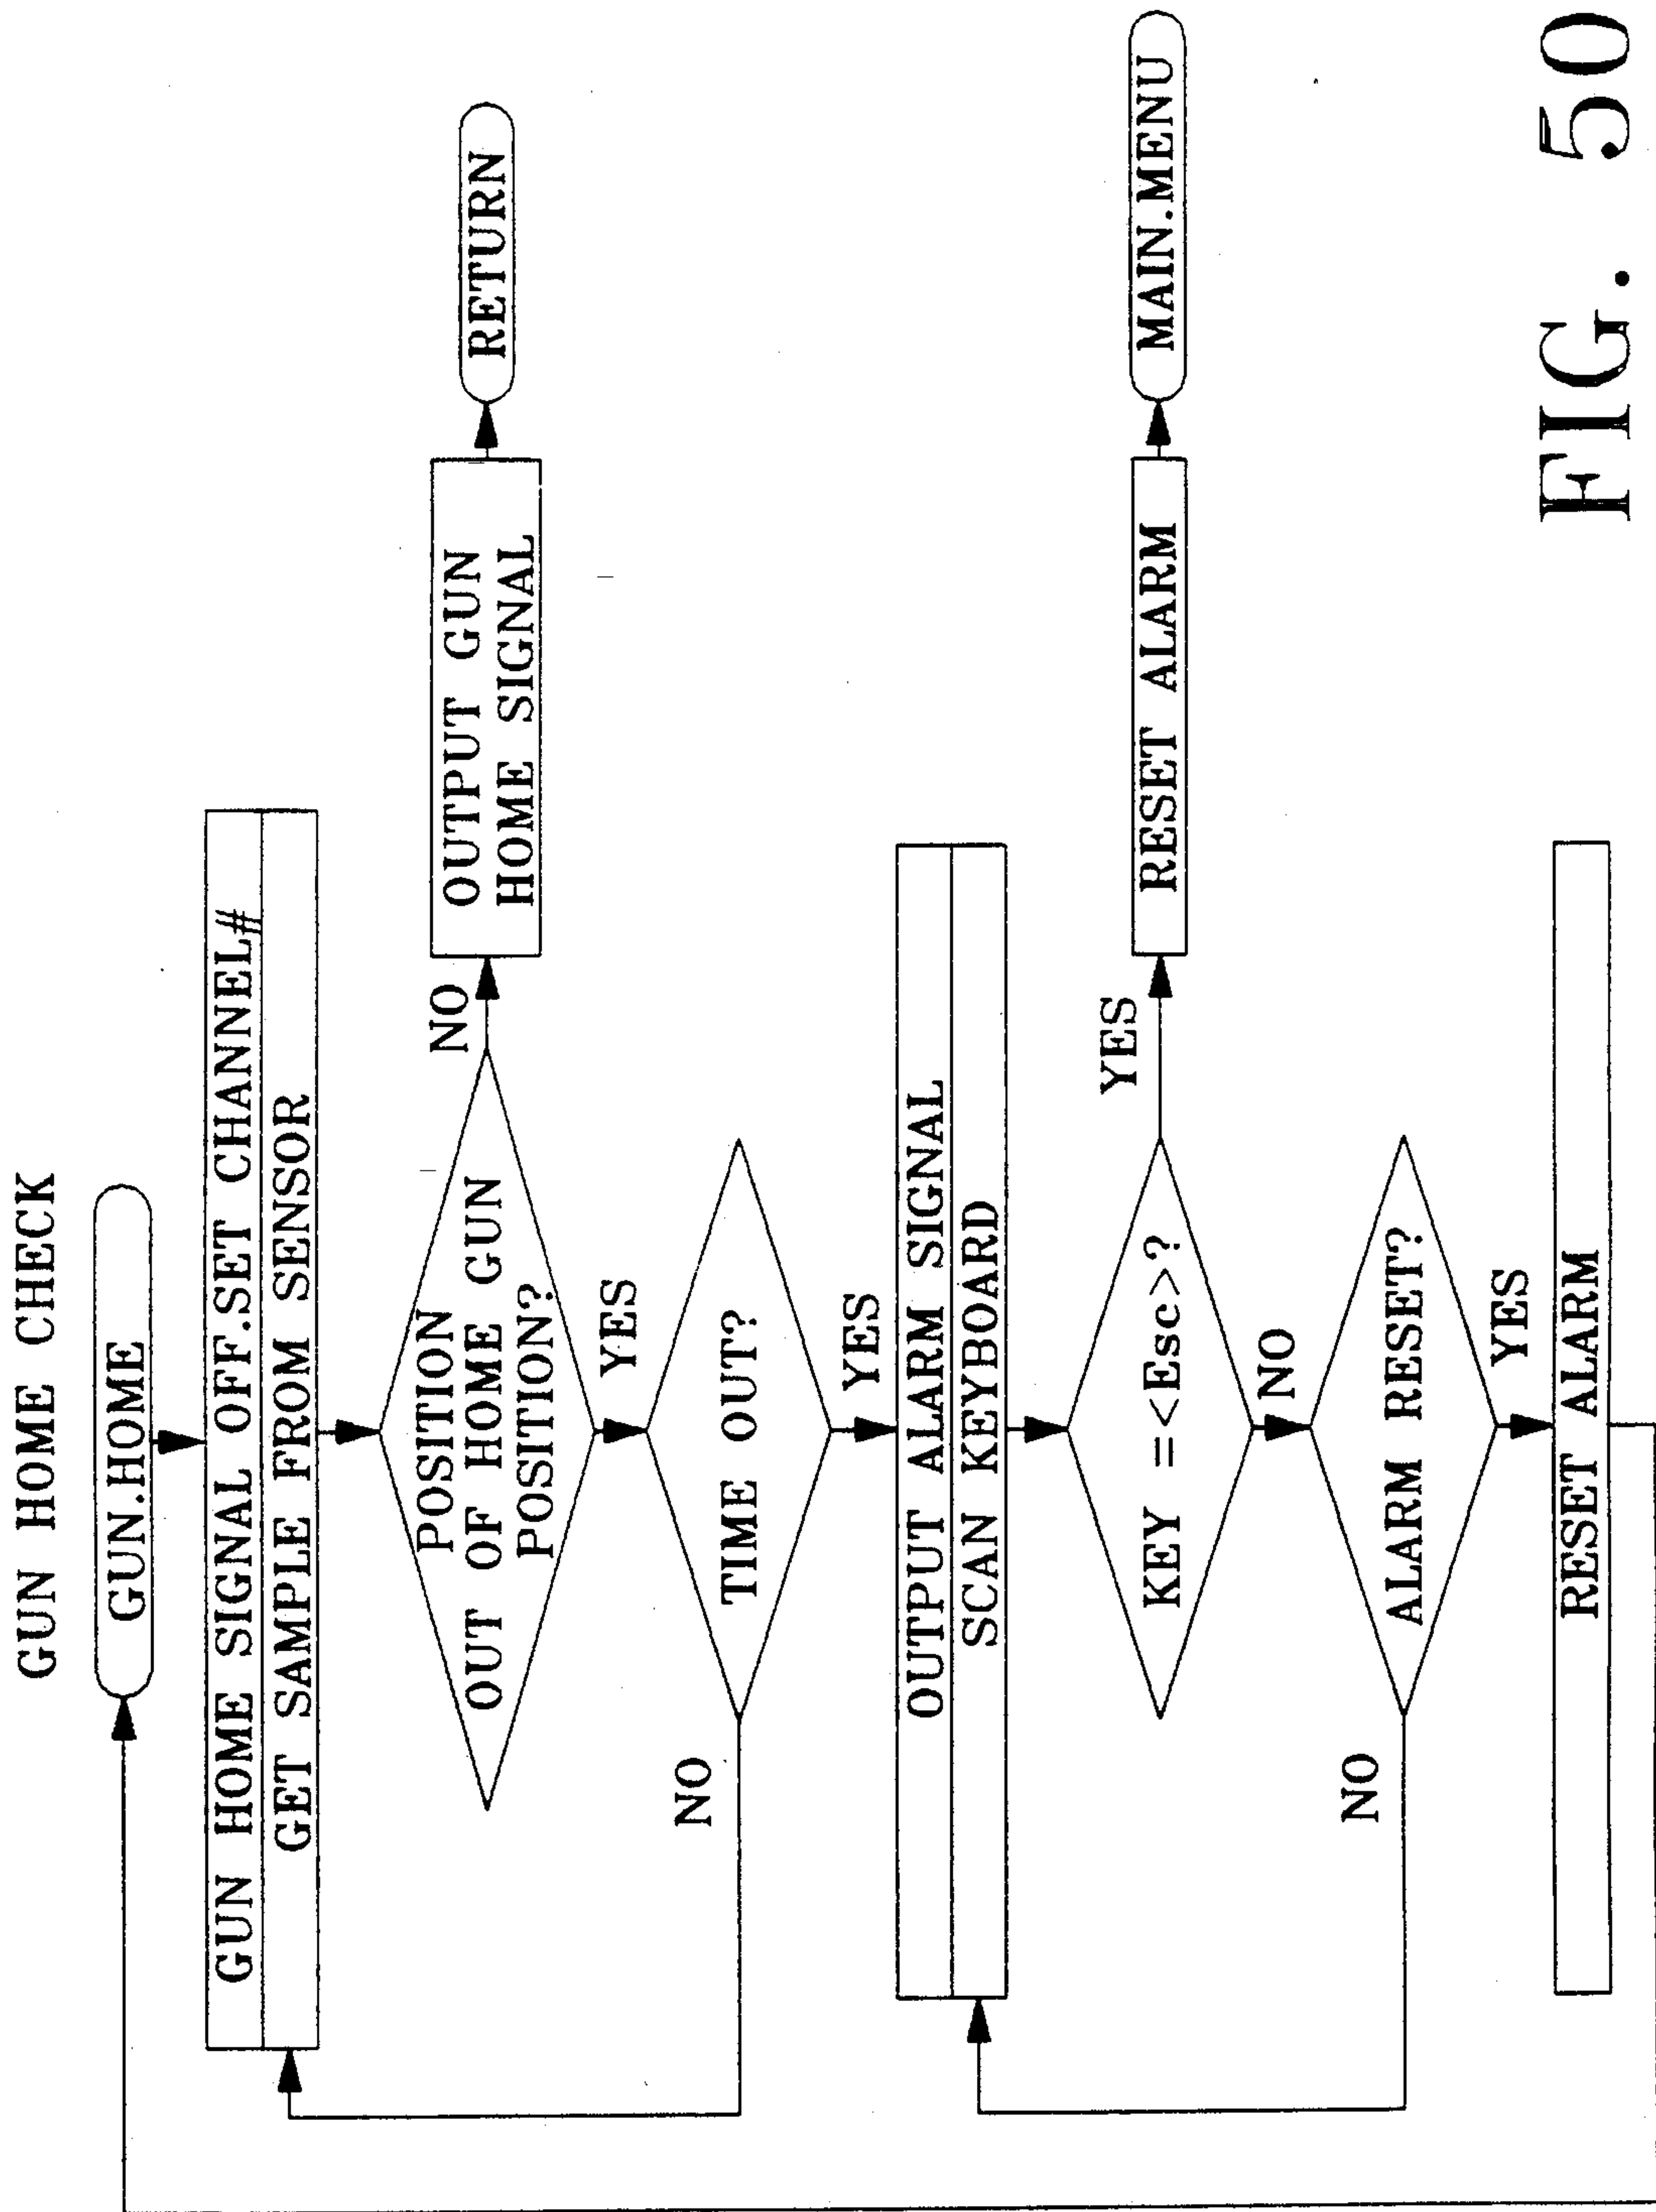 GUN HOME CHECK
GUN.HOME
GUN HOME SIGNAL OFF.SET CHANNEL#
GET SAMPLE FROM SENSOR
POSITION
OUT OF HOME GUN
POSITION?
NO
OUTPUT GUN
HOME SIGNAL
RETURN
YES
TIME OUT?
NO
YES
OUTPUT ALARM SIGNAL
SCAN KEYBOARD
KEY =<Esc>?
YES
RESET ALARM
MAIN.MENU
NO
ALARM RESET?
NO
YES
RESET ALARM
FIG. 50